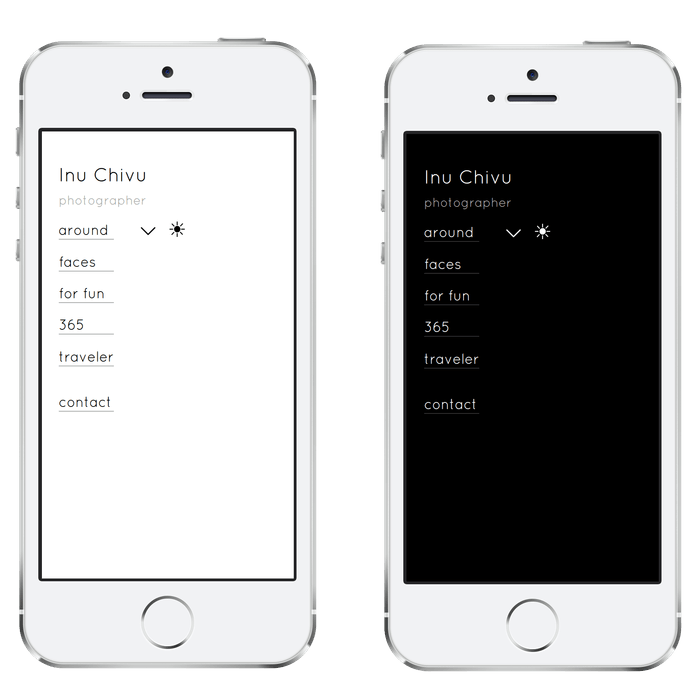 Inu Chivu
photographer
around
faces
for fun
365
traveler
contact
Inu Chivu
photographer
around
faces
for fun
365
traveler
contact